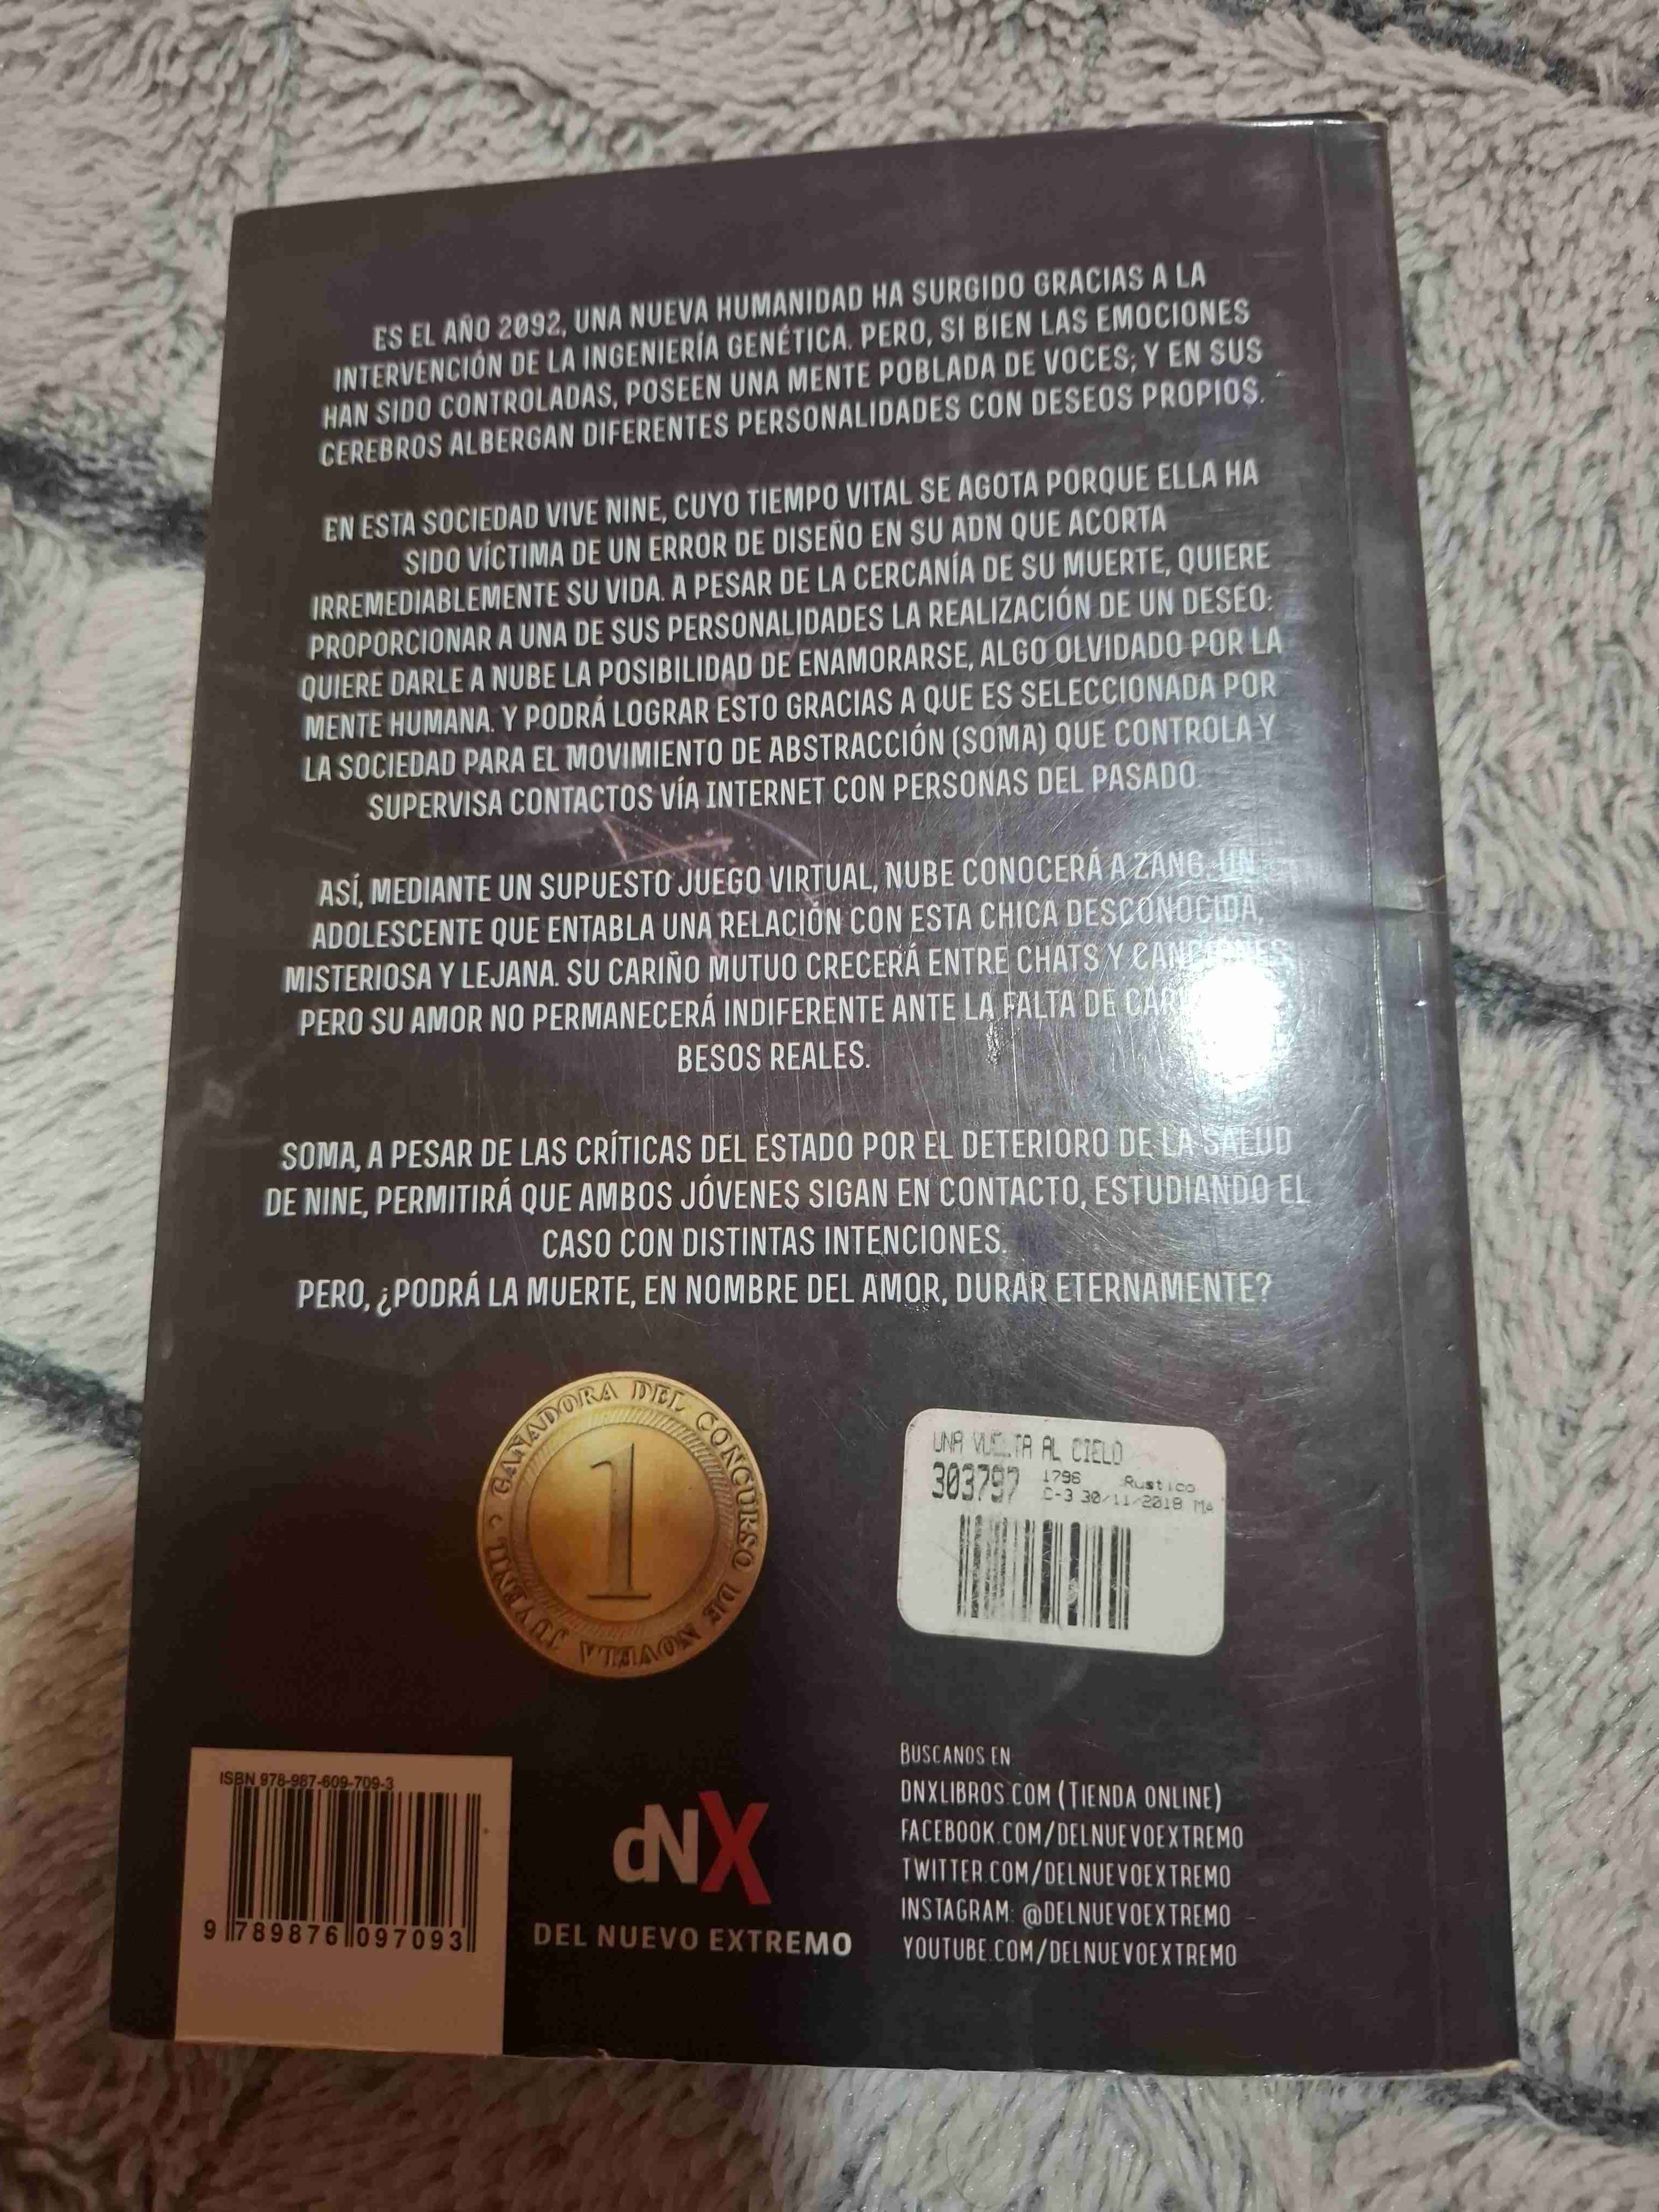 ES EL AÑO 2092, UNA NUEVA HUMANIDAD HA SURGIDO GRACIAS A LA
INTERVENCIÓN DE LA INGENIERÍA GENÉTICA. PERO, SI BIEN LAS EMOCIONES
HAN SIDO CONTROLADAS, POSEEN UNA MENTE POBLADA DE VOCES; Y EN SUS
CEREBROS ALBERGAN DIFERENTES PERSONALIDADES CON DESEOS PROPIOS.
EN ESTA SOCIEDAD VIVE NINE, CUYO TIEMPO VITAL SE AGOTA PORQUE ELLA HA
SIDO VÍCTIMA DE UN ERROR DE DISEÑO EN SU ADN QUE ACORTA
IRREMEDIABLEMENTE SU VIDA. A PESAR DE LA CERCANÍA DE SU MUERTE, QUIERE
PROPORCIONAR A UNA DE SUS PERSONALIDADES LA REALIZACIÓN DE UN DESEO:
QUIERE DARLE A NUBE LA POSIBILIDAD DE ENAMORARSE, ALGO OLVIDADO POR LA
MENTE HUMANA. Y PODRÁ LOGRAR ESTO GRACIAS A QUE ES SELECCIONADA POR
LA SOCIEDAD PARA EL MOVIMIENTO DE ABSTRACCIÓN (SOMA) QUE CONTROLA Y
SUPERVISA CONTACTOS VÍA INTERNET CON PERSONAS DEL PASADO.
ASÍ, MEDIANTE UN SUPUESTO JUEGO VIRTUAL, NUBE CONOCERÁ A ZANG, UN
ADOLESCENTE QUE ENTABLA UNA RELACIÓN CON ESTA CHICA DESCONOCIDA,
MISTERIOSA Y LEJANA. SU CARIÑO MUTUO CRECERÁ ENTRE CHATS Y CANCIONES
PERO SU AMOR NO PERMANECERÁ INDIFERENTE ANTE LA FALTA DE
BESOS REALES.
SOMA, A PESAR DE LAS CRÍTICAS DEL ESTADO POR EL DETERIORO DE LA SALUD
DE NINE, PERMITIRÁ QUE AMBOS JÓVENES SIGAN EN CONTACTO, ESTUDIANDO EL
CASO CON DISTINTAS INTENCIONES.
PERO, ¿PODRÁ LA MUERTE, EN NOMBRE DEL AMOR, DURAR ETERNAMENTE?
GANADORA DEL CONCURSO DE NOVELA JUVENIL
1
UNA VUELTA AL CIELO
303797 1796 Rustico
C-3 30/11/2018 MA
ISBN 978-987-609-709-3
9 789876 097093
dNX
DEL NUEVO EXTREMO
BÚSCANOS EN
DNXLIBROS.COM (TIENDA ONLINE)
FACEBOOK.COM/DELNUEVOEXTREMO
TWITTER.COM/DELNUEVOEXTREMO
INSTAGRAM: @DELNUEVOEXTREMO
YOUTUBE.COM/DELNUEVOEXTREMO